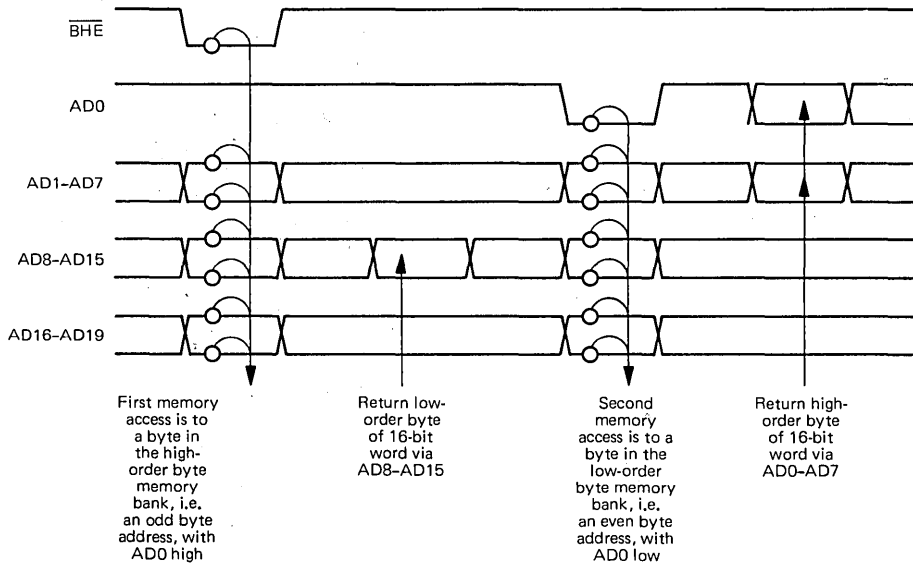 BHE
AD0
AD1-AD7
AD8-AD15
AD16-AD19
First memory
access is to
a byte in
the high-
order byte
memory
bank, i.e.
an odd byte
address, with
AD0 high
Return low-
order byte
of 16-bit
word via
AD8-AD15
Second
memory
access is to a
byte in the
low-order
byte memory
bank, i.e.
an even byte
address, with
AD0 low
Return high-
order byte
of 16-bit
word via
AD0-AD7